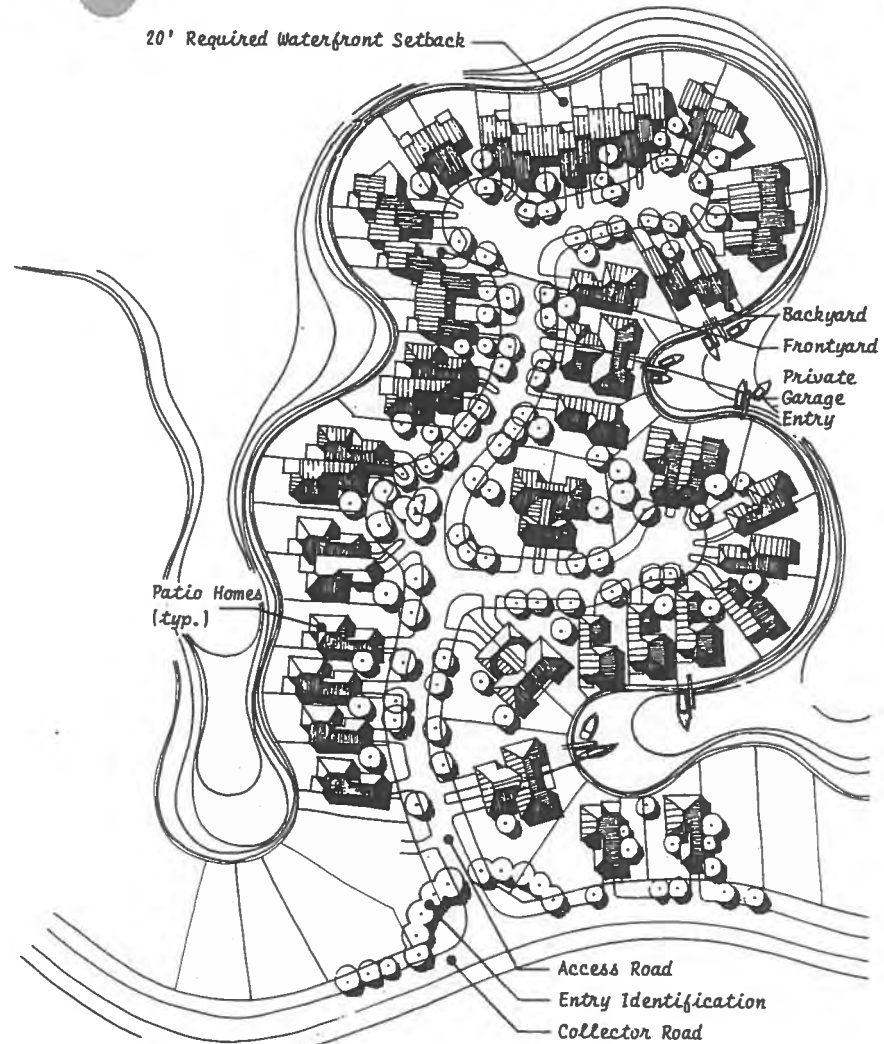 20' Required Waterfront Setback
Backyard
Frontyard
Private
Garage
Entry
Patio Homes
(typ.)
Access Road
Entry Identification
Collector Road